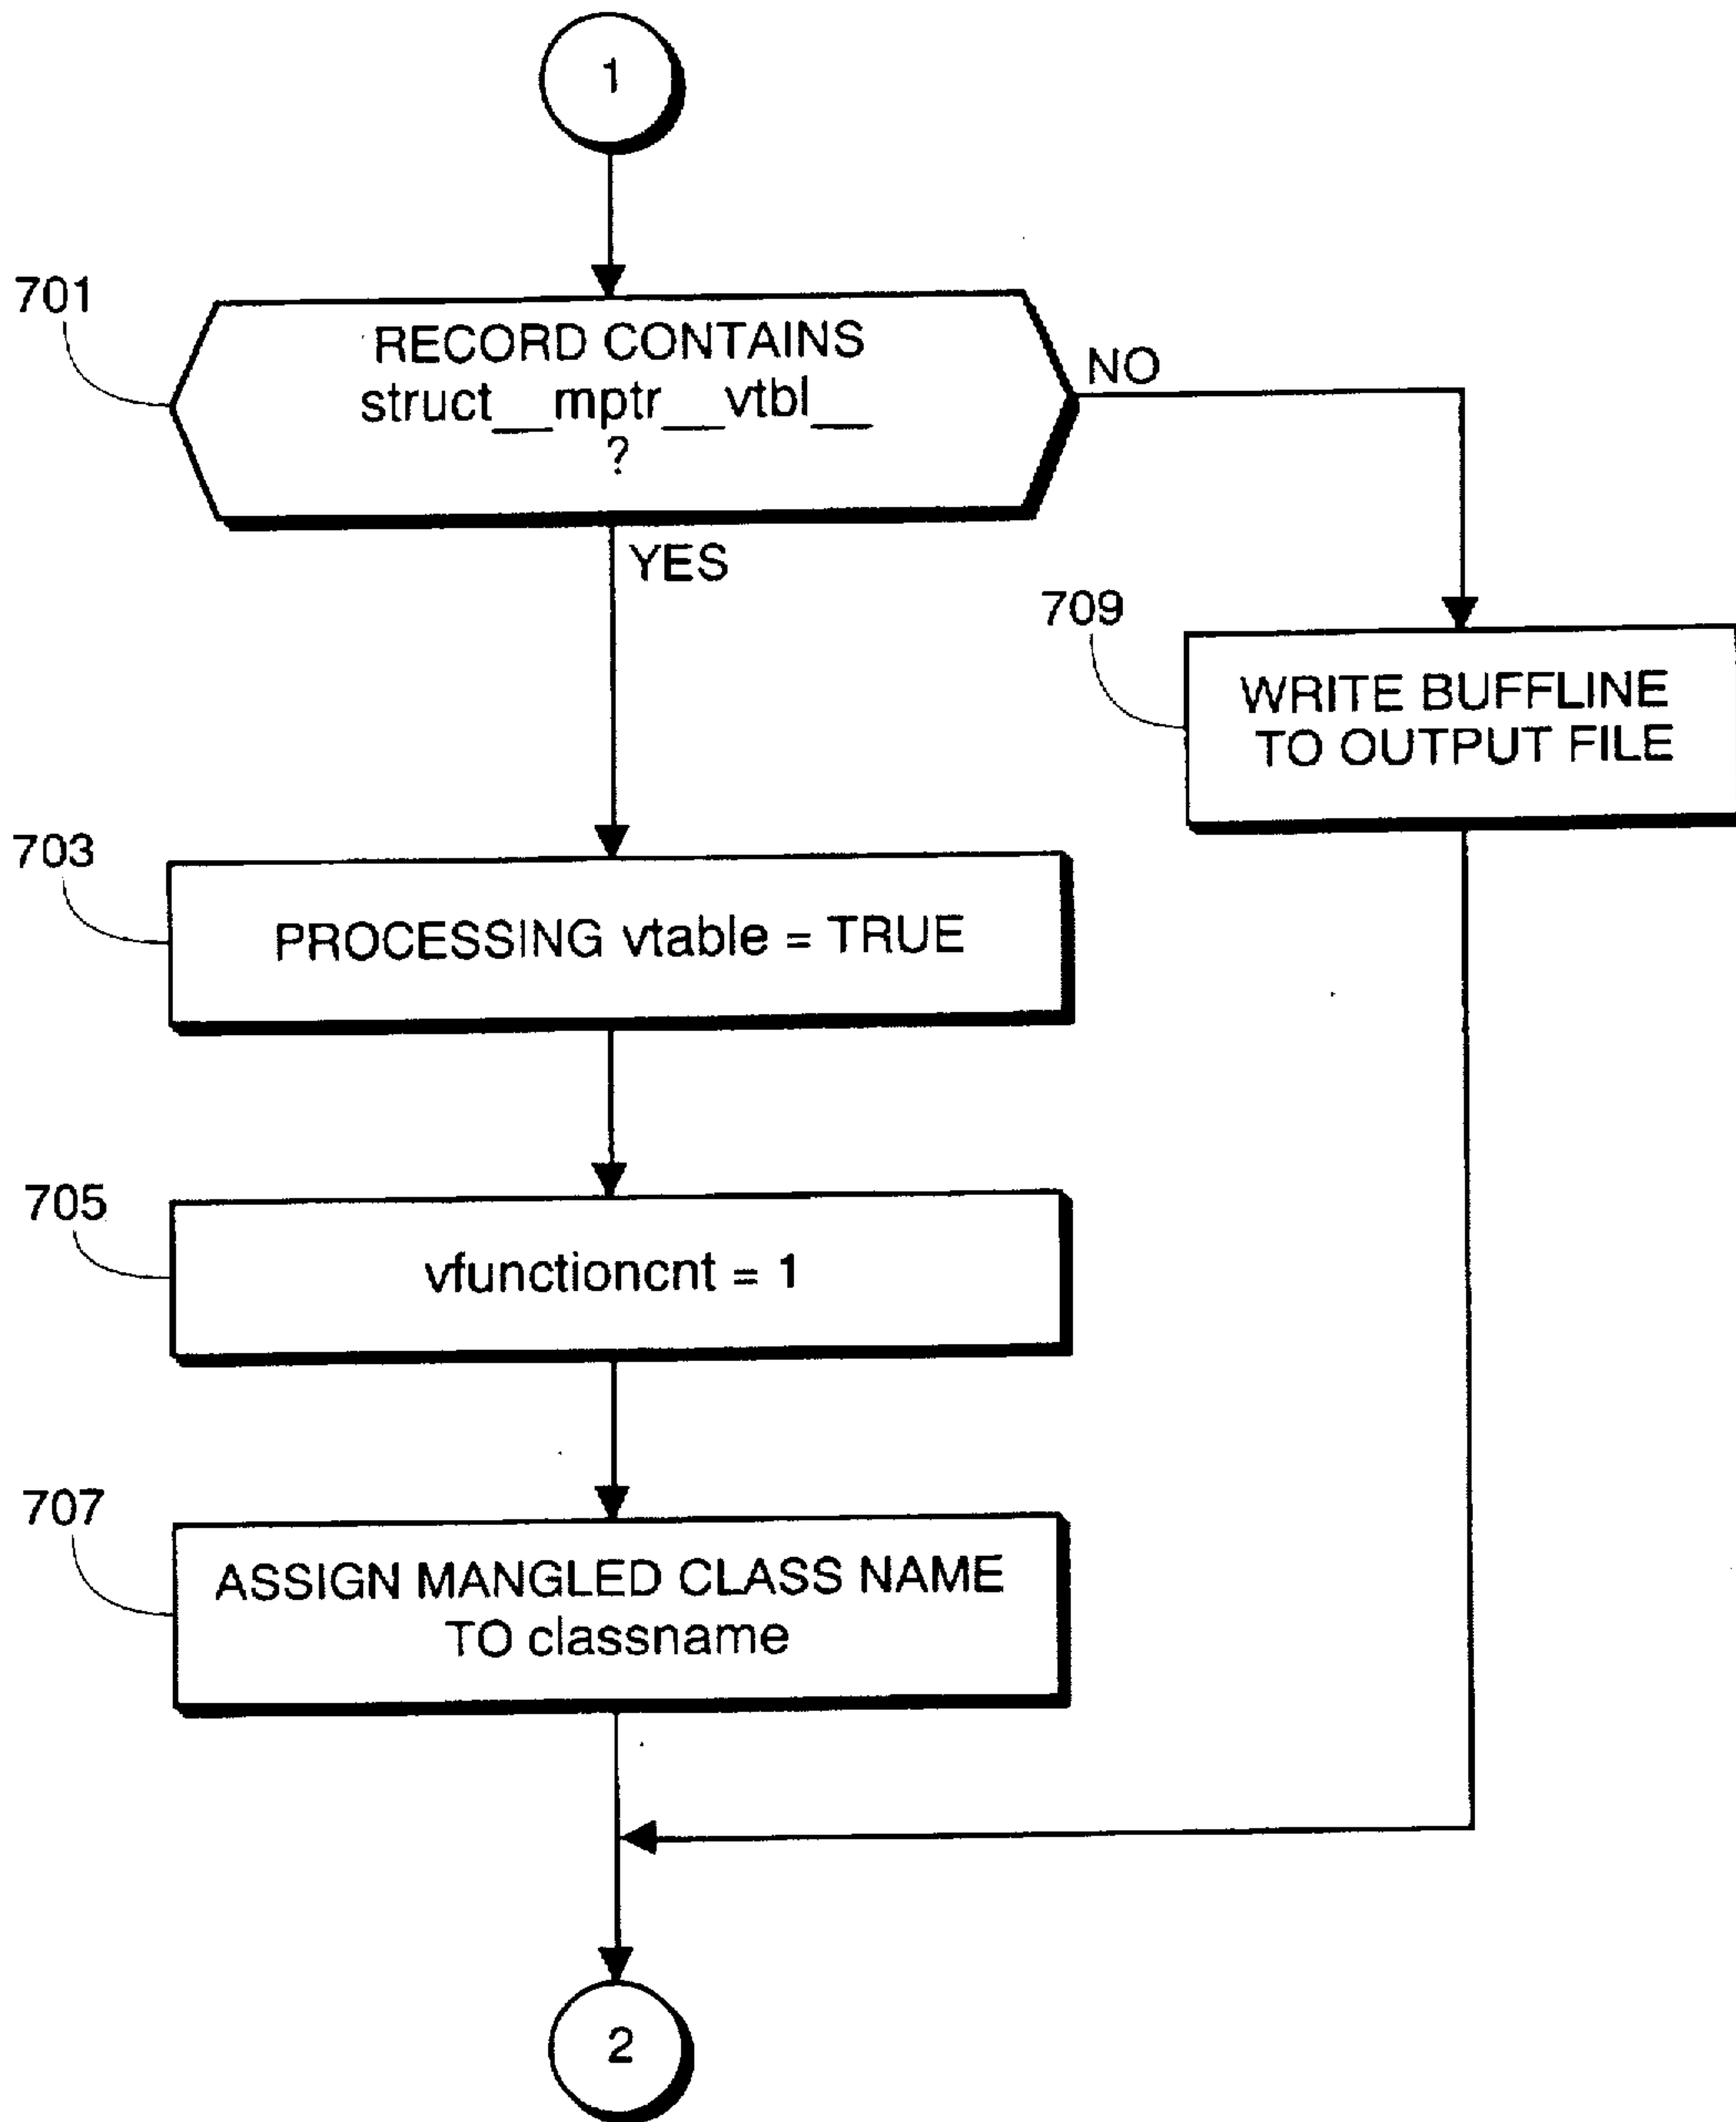 1
701
RECORD CONTAINS
struct__mptr__vtbl__
?
NO
YES
709
WRITE BUFFLINE
TO OUTPUT FILE
703
PROCESSING vtable = TRUE
705
vfunctioncnt = 1
707
ASSIGN MANGLED CLASS NAME
TO classname
2